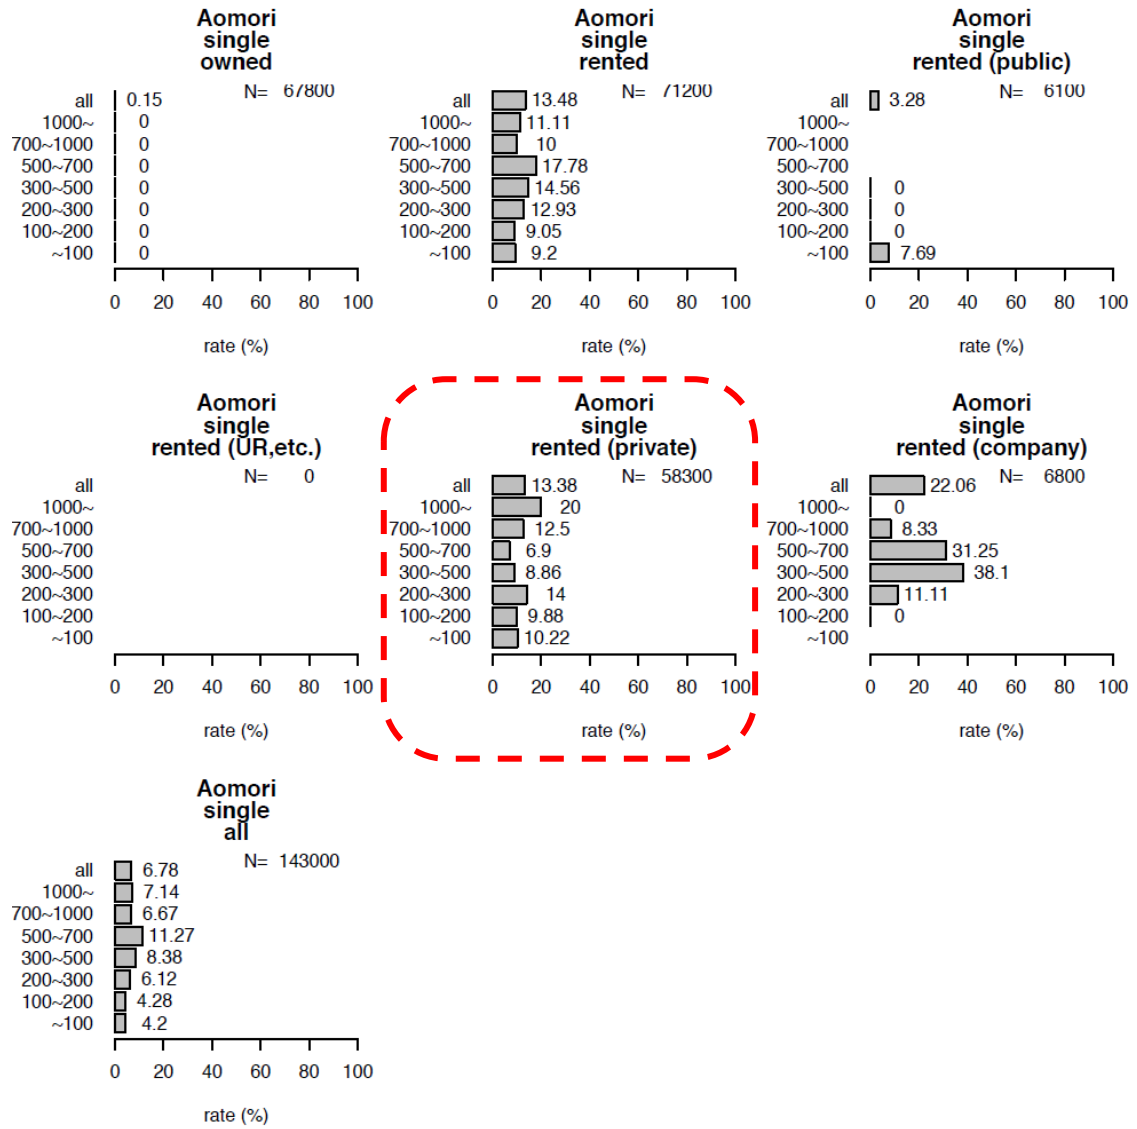 Aomori
single
owned
N= 67800
all 0.15
1000~ 0
700~1000 0
500~700 0
300~500 0
200~300 0
100~200 0
~100 0
0 20 40 60 80 100
rate (%)
Aomori
single
rented
N= 71200
all 13.48
1000~ 11.11
700~1000 10
500~700 17.78
300~500 14.56
200~300 12.93
100~200 9.05
~100 9.2
0 20 40 60 80 100
rate (%)
Aomori
single
rented (public)
N= 6100
all 3.28
1000~
700~1000
500~700
300~500 0
200~300 0
100~200 0
~100 7.69
0 20 40 60 80 100
rate (%)
Aomori
single
rented (UR,etc.)
N= 0
all
1000~
700~1000
500~700
300~500
200~300
100~200
~100
0 20 40 60 80 100
rate (%)
Aomori
single
rented (private)
N= 58300
all 13.38
1000~ 20
700~1000 12.5
500~700 6.9
300~500 8.86
200~300 14
100~200 9.88
~100 10.22
0 20 40 60 80 100
rate (%)
Aomori
single
rented (company)
N= 6800
all 22.06
1000~ 0
700~1000 8.33
500~700 31.25
300~500 38.1
200~300 11.11
100~200 0
~100
0 20 40 60 80 100
rate (%)
Aomori
single
all
N= 143000
all 6.78
1000~ 7.14
700~1000 6.67
500~700 11.27
300~500 8.38
200~300 6.12
100~200 4.28
~100 4.2
0 20 40 60 80 100
rate (%)